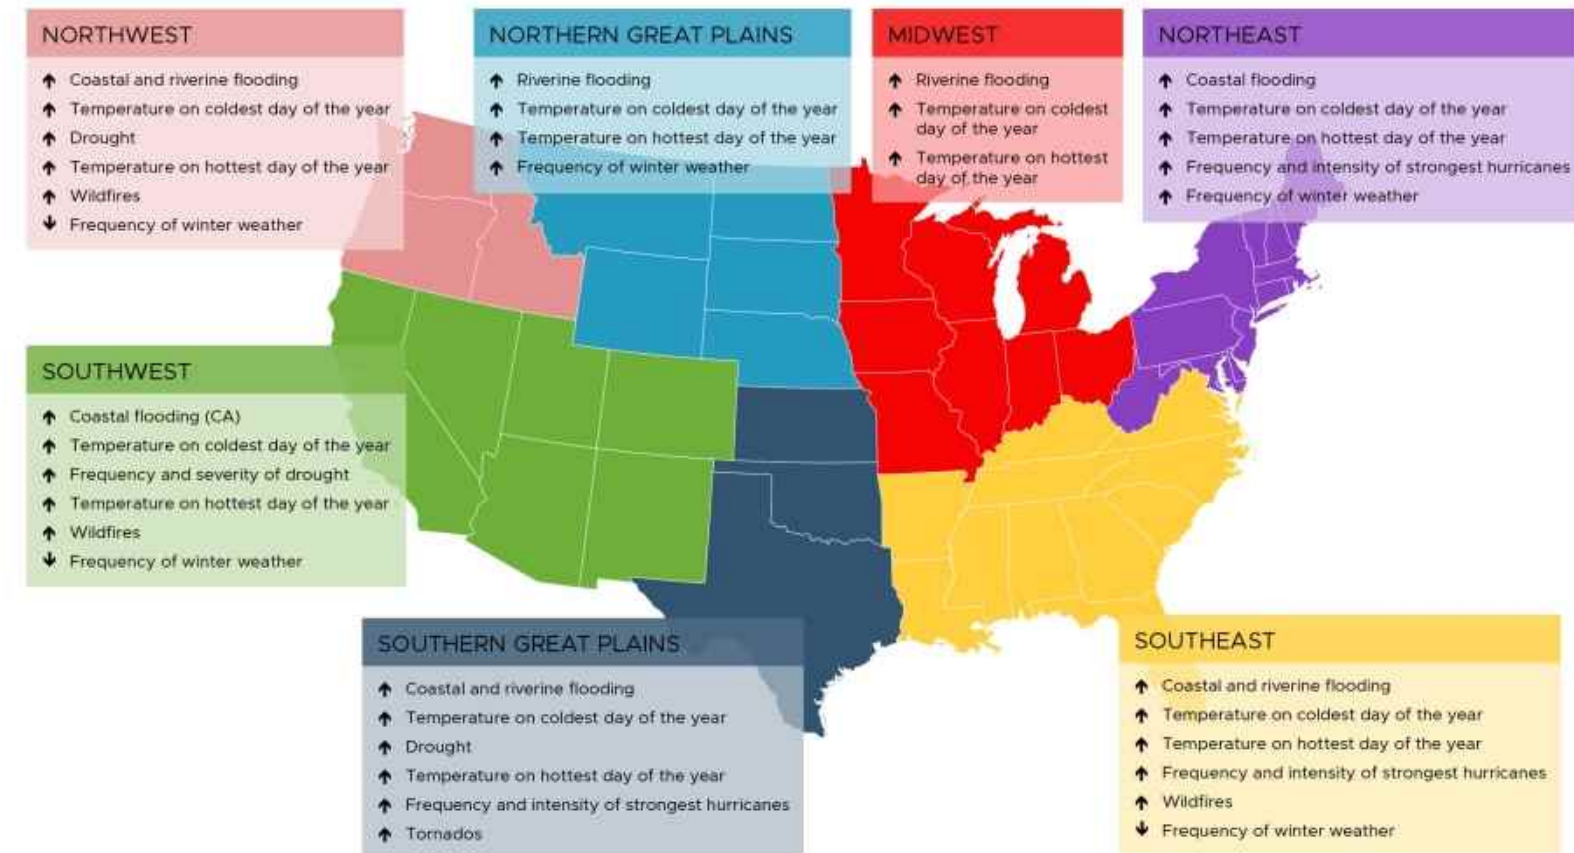 NORTHWEST
↑ Coastal and riverine flooding
↑ Temperature on coldest day of the year
↑ Drought
↑ Temperature on hottest day of the year
↑ Wildfires
↓ Frequency of winter weather
NORTHERN GREAT PLAINS
↑ Riverine flooding
↑ Temperature on coldest day of the year
↑ Temperature on hottest day of the year
↑ Frequency of winter weather
MIDWEST
↑ Riverine flooding
↑ Temperature on coldest
day of the year
↑ Temperature on hottest
day of the year
NORTHEAST
↑ Coastal flooding
↑ Temperature on coldest day of the year
↑ Temperature on hottest day of the year
↑ Frequency and intensity of strongest hurricanes
↑ Frequency of winter weather
SOUTHWEST
↑ Coastal flooding (CA)
↑ Temperature on coldest day of the year
↑ Frequency and severity of drought
↑ Temperature on hottest day of the year
↑ Wildfires
↓ Frequency of winter weather
SOUTHERN GREAT PLAINS
↑ Coastal and riverine flooding
↑ Temperature on coldest day of the year
↑ Drought
↑ Temperature on hottest day of the year
↑ Frequency and intensity of strongest hurricanes
↑ Tornados
SOUTHEAST
↑ Coastal and riverine flooding
↑ Temperature on coldest day of the year
↑ Temperature on hottest day of the year
↑ Frequency and intensity of strongest hurricanes
↑ Wildfires
↓ Frequency of winter weather